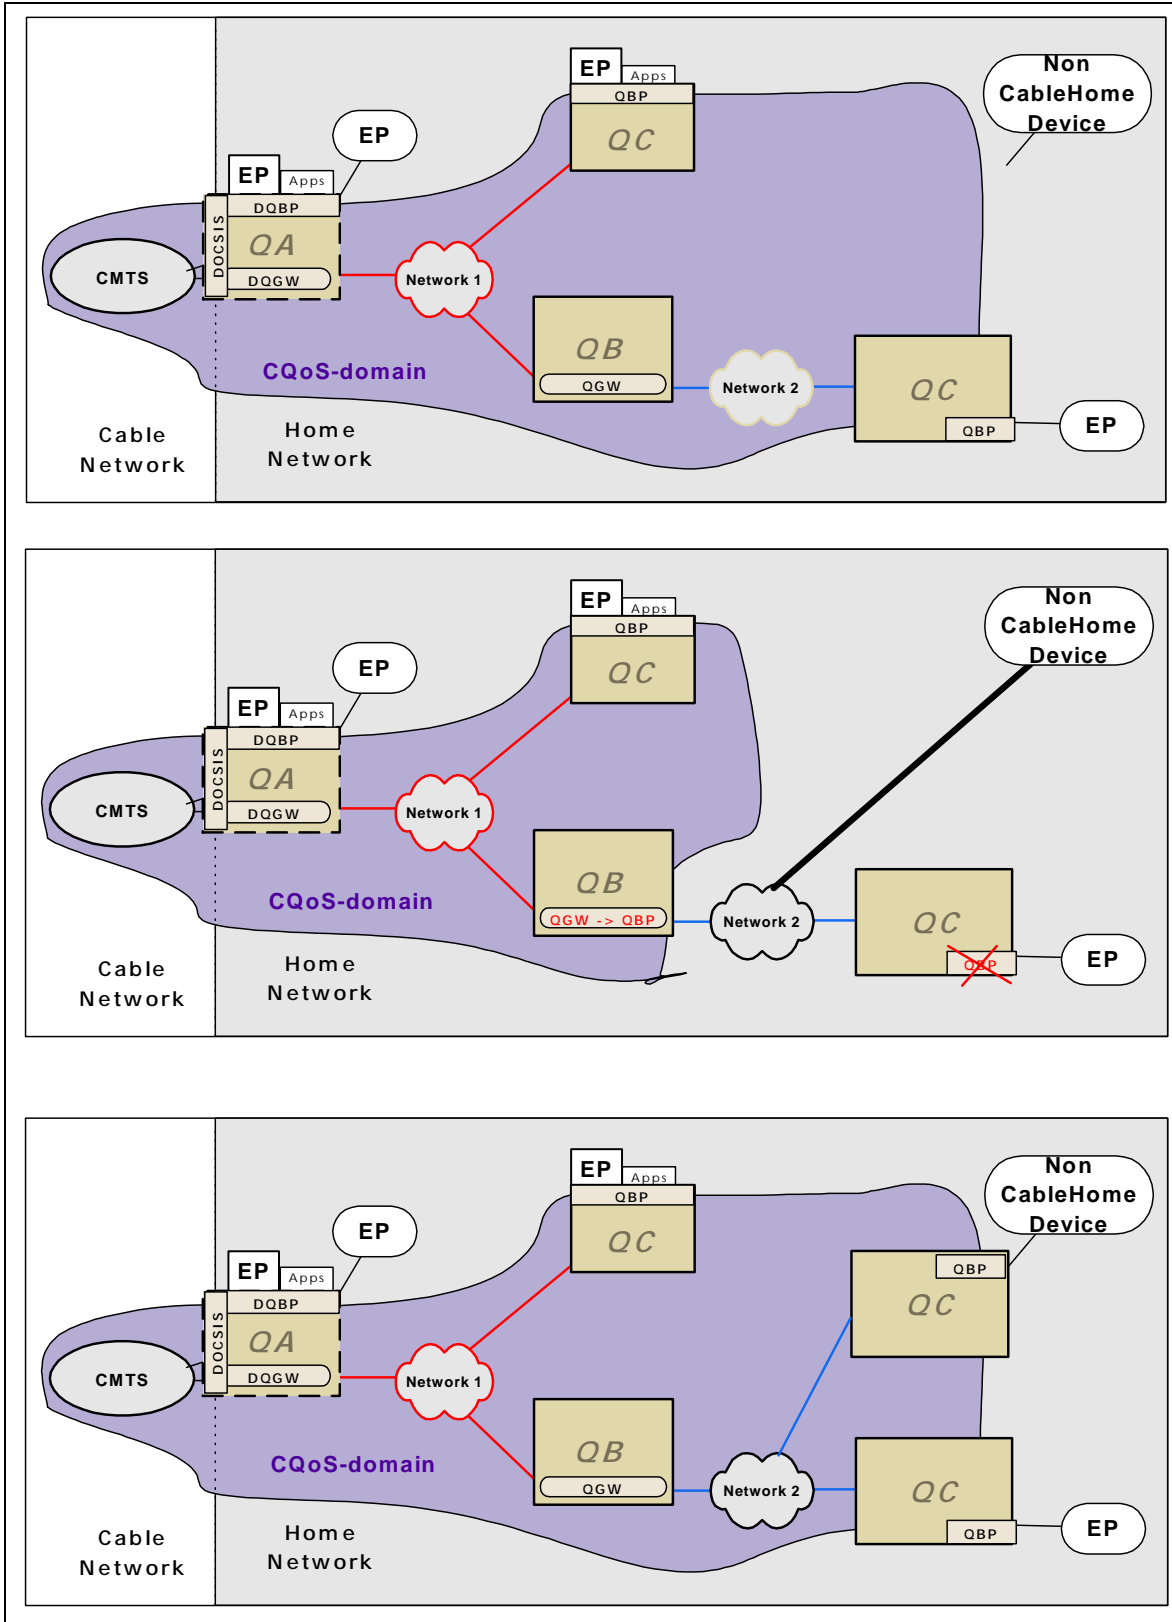 EP
Apps
QBP
QC
Non
CableHome
Device
EP
EP
Apps
DQBP
DOCSIS
QA
DQGW
CMTS
Network 1
QB
QGW
Network 2
QC
QBP
EP
CQoS-domain
Cable
Network
Home
Network
EP
Apps
QBP
QC
Non
CableHome
Device
EP
EP
Apps
DQBP
DOCSIS
QA
DQGW
CMTS
Network 1
QB
QGW -> QBP
Network 2
QC
QBP
EP
CQoS-domain
Cable
Network
Home
Network
EP
Apps
QBP
QC
Non
CableHome
Device
QBP
QC
EP
EP
Apps
DQBP
DOCSIS
QA
DQGW
CMTS
Network 1
QB
QGW
Network 2
QC
QBP
EP
CQoS-domain
Cable
Network
Home
Network